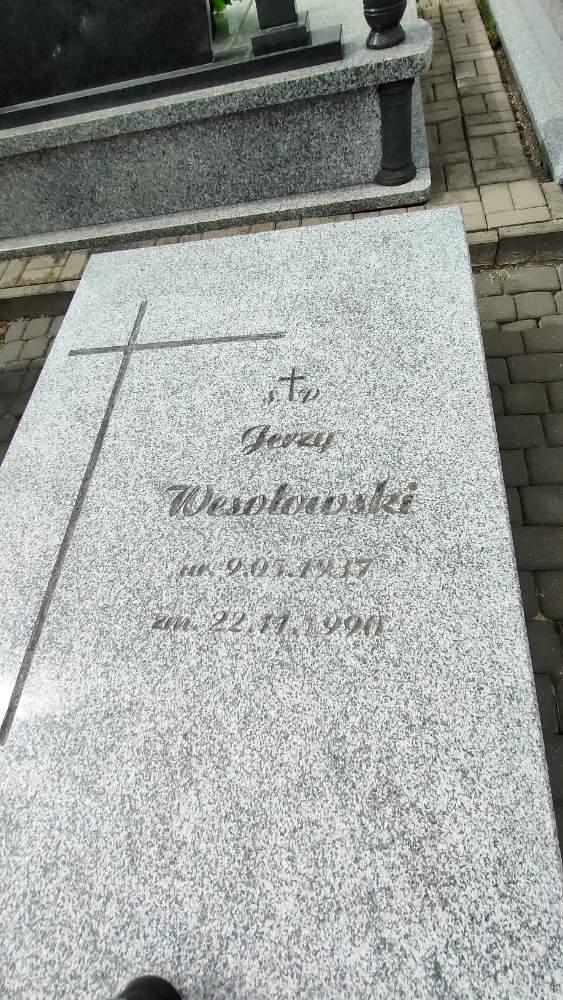 ś P
Jerzy
Wesołowski
ur. 9.05.1937
zm. 22.11.1990